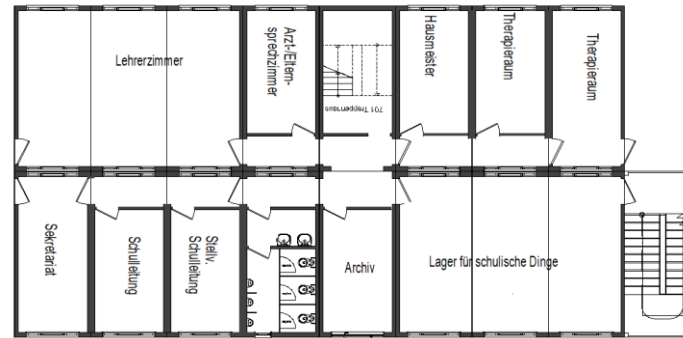 Lehrerzimmer
Arzt-/Eltern-
sprechzimmer
701 Treppenhaus
Hausmeister
Therapieraum
Therapieraum
Sekretariat
Schulleitung
Stellv.
Schulleitung
Archiv
Lager für schulische Dinge